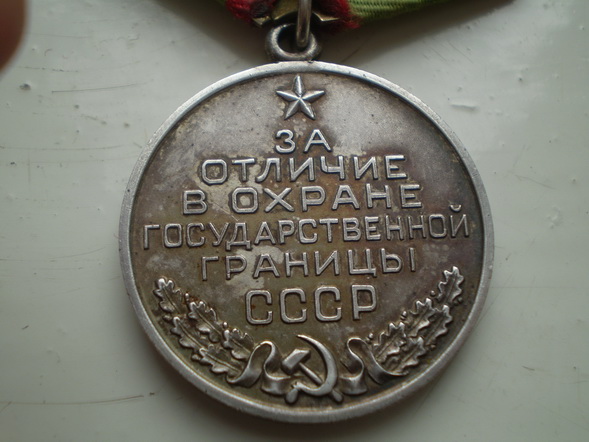 ЗА
ОТЛИЧИЕ
В ОХРАНЕ
ГОСУДАРСТВЕННОЙ
ГРАНИЦЫ
СССР